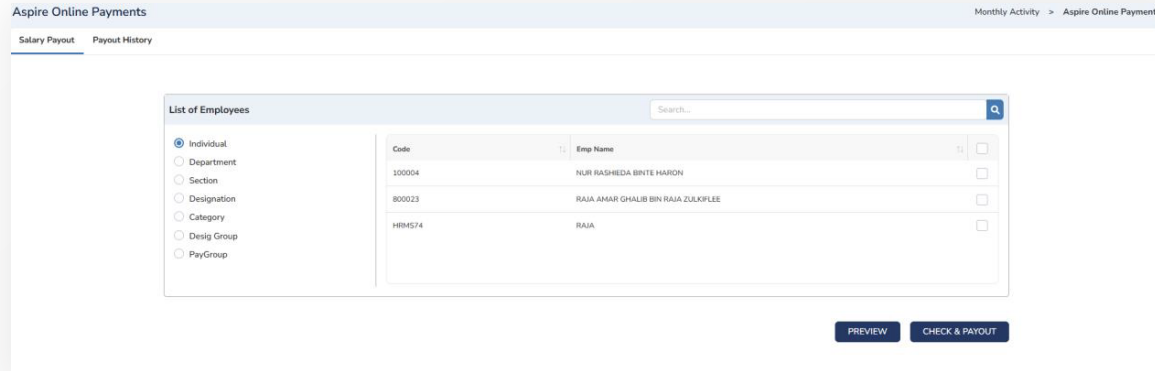 Aspire Online Payments
Monthly Activity > Aspire Online Payment
Salary Payout Payout History
List of Employees
Search...
Individual
Department
Section
Designation
Category
Desig Group
PayGroup
Code Emp Name
100004 NUR RASHIEDA BINTE HARON
800023 RAJA AMAR GHALIB BIN RAJA ZULKIFLEE
HRMS74 RAJA
PREVIEW CHECK & PAYOUT